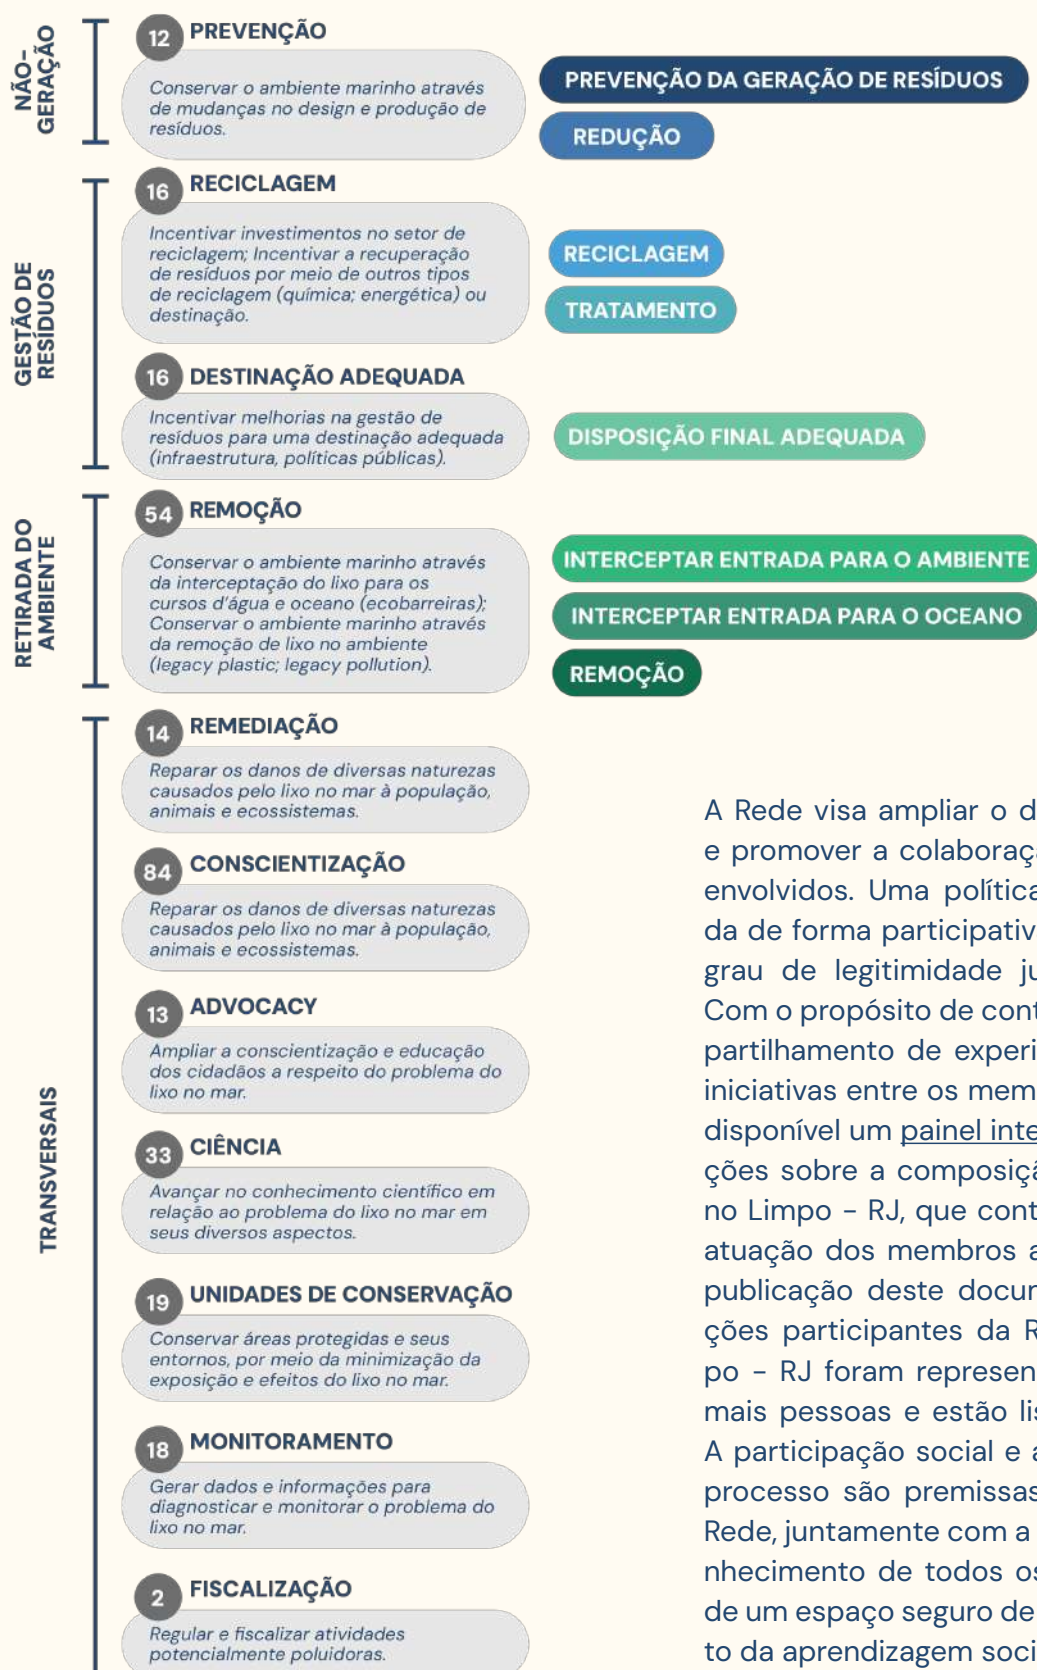 NÃO-
GERAÇÃO
12 PREVENÇÃO
Conservar o ambiente marinho através
de mudanças no design e produção de
resíduos.
PREVENÇÃO DA GERAÇÃO DE RESÍDUOS
REDUÇÃO
GESTÃO DE
RESÍDUOS
16 RECICLAGEM
Incentivar investimentos no setor de
reciclagem; Incentivar a recuperação
de resíduos por meio de outros tipos
de reciclagem (química; energética) ou
destinação.
RECICLAGEM
TRATAMENTO
16 DESTINAÇÃO ADEQUADA
Incentivar melhorias na gestão de
resíduos para uma destinação adequada
(infraestrutura, políticas públicas).
DISPOSIÇÃO FINAL ADEQUADA
RETIRADA DO
AMBIENTE
54 REMOÇÃO
Conservar o ambiente marinho através
da interceptação do lixo para os
cursos d'água e oceano (ecobarreiras);
Conservar o ambiente marinho através
da remoção de lixo no ambiente
(legacy plastic; legacy pollution).
INTERCEPTAR ENTRADA PARA O AMBIENTE
INTERCEPTAR ENTRADA PARA O OCEANO
REMOÇÃO
TRANSVERSAIS
14 REMEDIAÇÃO
Reparar os danos de diversas naturezas
causados pelo lixo no mar à população,
animais e ecossistemas.
84 CONSCIENTIZAÇÃO
Reparar os danos de diversas naturezas
causados pelo lixo no mar à população,
animais e ecossistemas.
13 ADVOCACY
Ampliar a conscientização e educação
dos cidadãos a respeito do problema do
lixo no mar.
33 CIÊNCIA
Avançar no conhecimento científico em
relação ao problema do lixo no mar em
seus diversos aspectos.
19 UNIDADES DE CONSERVAÇÃO
Conservar áreas protegidas e seus
entornos, por meio da minimização da
exposição e efeitos do lixo no mar.
18 MONITORAMENTO
Gerar dados e informações para
diagnosticar e monitorar o problema do
lixo no mar.
2 FISCALIZAÇÃO
Regular e fiscalizar atividades
potencialmente poluidoras.
A Rede visa ampliar o d
e promover a colaboraç
envolvidos. Uma política
da de forma participativ
grau de legitimidade ju
Com o propósito de cont
partilhamento de experi
iniciativas entre os mem
disponível um painel inte
ções sobre a composiçã
no Limpo - RJ, que cont
atuação dos membros a
publicação deste docur
ções participantes da R
po - RJ foram represen
mais pessoas e estão lis
A participação social e a
processo são premissas
Rede, juntamente com a
nhecimento de todos os
de um espaço seguro de
to da aprendizagem soci